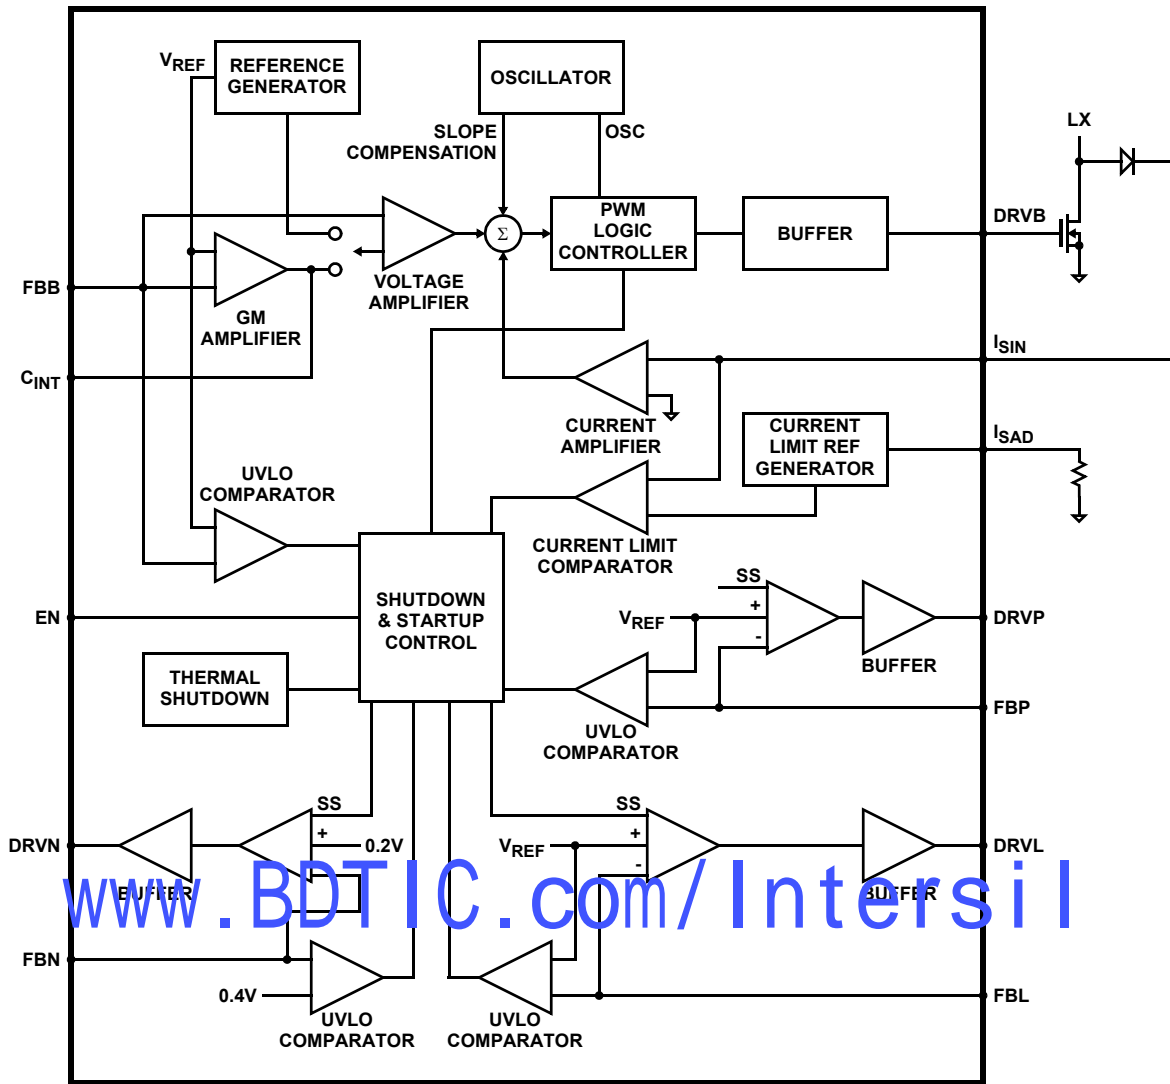 VREF
REFERENCE
GENERATOR
OSCILLATOR
SLOPE
COMPENSATION
OSC
LX
PWM
LOGIC
CONTROLLER
BUFFER
DRVB
Σ
VOLTAGE
AMPLIFIER
FBB
GM
AMPLIFIER
CINT
ISIN
CURRENT
AMPLIFIER
CURRENT
LIMIT REF
GENERATOR
ISAD
UVLO
COMPARATOR
CURRENT LIMIT
COMPARATOR
EN
SHUTDOWN
& STARTUP
CONTROL
SS
VREF
+
-
BUFFER
DRVP
THERMAL
SHUTDOWN
UVLO
COMPARATOR
FBP
SS
+
0.2V
DRVN
BUFFER
SS
VREF
+
-
BUFFER
DRVL
www.BDTIC.com/Intersil
FBN
0.4V
UVLO
COMPARATOR
UVLO
COMPARATOR
FBL